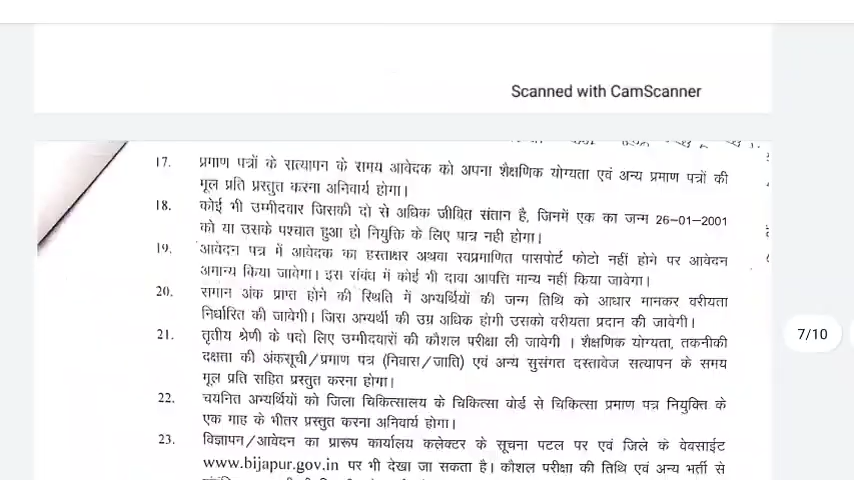 Scanned with CamScanner
17. प्रमाण पत्रों के सत्यापन के समय आवेदक को अपना शैक्षणिक योग्यता एवं अन्य प्रमाण पत्रों की
मूल प्रति प्रस्तुत करना अनिवार्य होगा।
18. कोई भी उम्मीदवार जिसकी दो से अधिक जीवित संतान है, जिनमें एक का जन्म 26-01-2001
को या उसके पश्चात हुआ हो नियुक्ति के लिए पात्र नही होगा।
19. आवेदन पत्र में आवेदक का हस्ताक्षर अथवा स्वप्रमाणित पासपोर्ट फोटो नहीं होने पर आवेदन
अमान्य किया जावेगा। इस संबंध में कोई भी दावा आपत्ति मान्य नहीं किया जावेगा।
20. समान अंक प्राप्त होने की स्थिति में अभ्यर्थियों की जन्म तिथि को आधार मानकर वरीयता
निर्धारित की जावेगी। जिस अभ्यर्थी की उम्र अधिक होगी उसको वरीयता प्रदान की जावेगी।
21. तृतीय श्रेणी के पदो लिए उम्मीदवारों की कौशल परीक्षा ली जावेगी । शैक्षणिक योग्यता, तकनीकी
दक्षता की अंकसूची/प्रमाण पत्र (निवास/जाति) एवं अन्य सुसंगत दस्तावेज सत्यापन के समय
मूल प्रति सहित प्रस्तुत करना होगा।
7/10
22. चयनित अभ्यर्थियों को जिला चिकित्सालय के चिकित्सा बोर्ड से चिकित्सा प्रमाण पत्र नियुक्ति के
एक माह के भीतर प्रस्तुत करना अनिवार्य होगा।
23. विज्ञापन/आवेदन का प्रारूप कार्यालय कलेक्टर के सूचना पटल पर एवं जिले के वेवसाईट
www.bijapur.gov.in पर भी देखा जा सकता है। कौशल परीक्षा की तिथि एवं अन्य भर्ती से